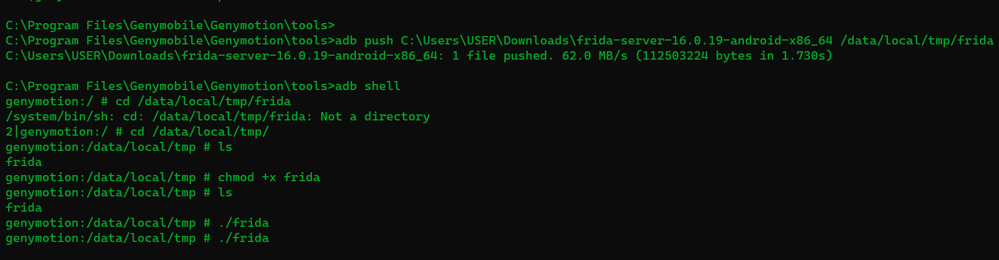 C:\Program Files\Genymobile\Genymotion\tools>
C:\Program Files\Genymobile\Genymotion\tools>adb push C:\Users\USER\Downloads\frida-server-16.0.19-android-x86_64 /data/local/tmp/frida
C:\Users\USER\Downloads\frida-server-16.0.19-android-x86_64: 1 file pushed. 62.0 MB/s (112503224 bytes in 1.730s)
C:\Program Files\Genymobile\Genymotion\tools>adb shell
genymotion:/ # cd /data/local/tmp/frida
/system/bin/sh: cd: /data/local/tmp/frida: Not a directory
2|genymotion:/ # cd /data/local/tmp/
genymotion:/data/local/tmp # ls
frida
genymotion:/data/local/tmp # chmod +x frida
genymotion:/data/local/tmp # ls
frida
genymotion:/data/local/tmp # ./frida
genymotion:/data/local/tmp # ./frida